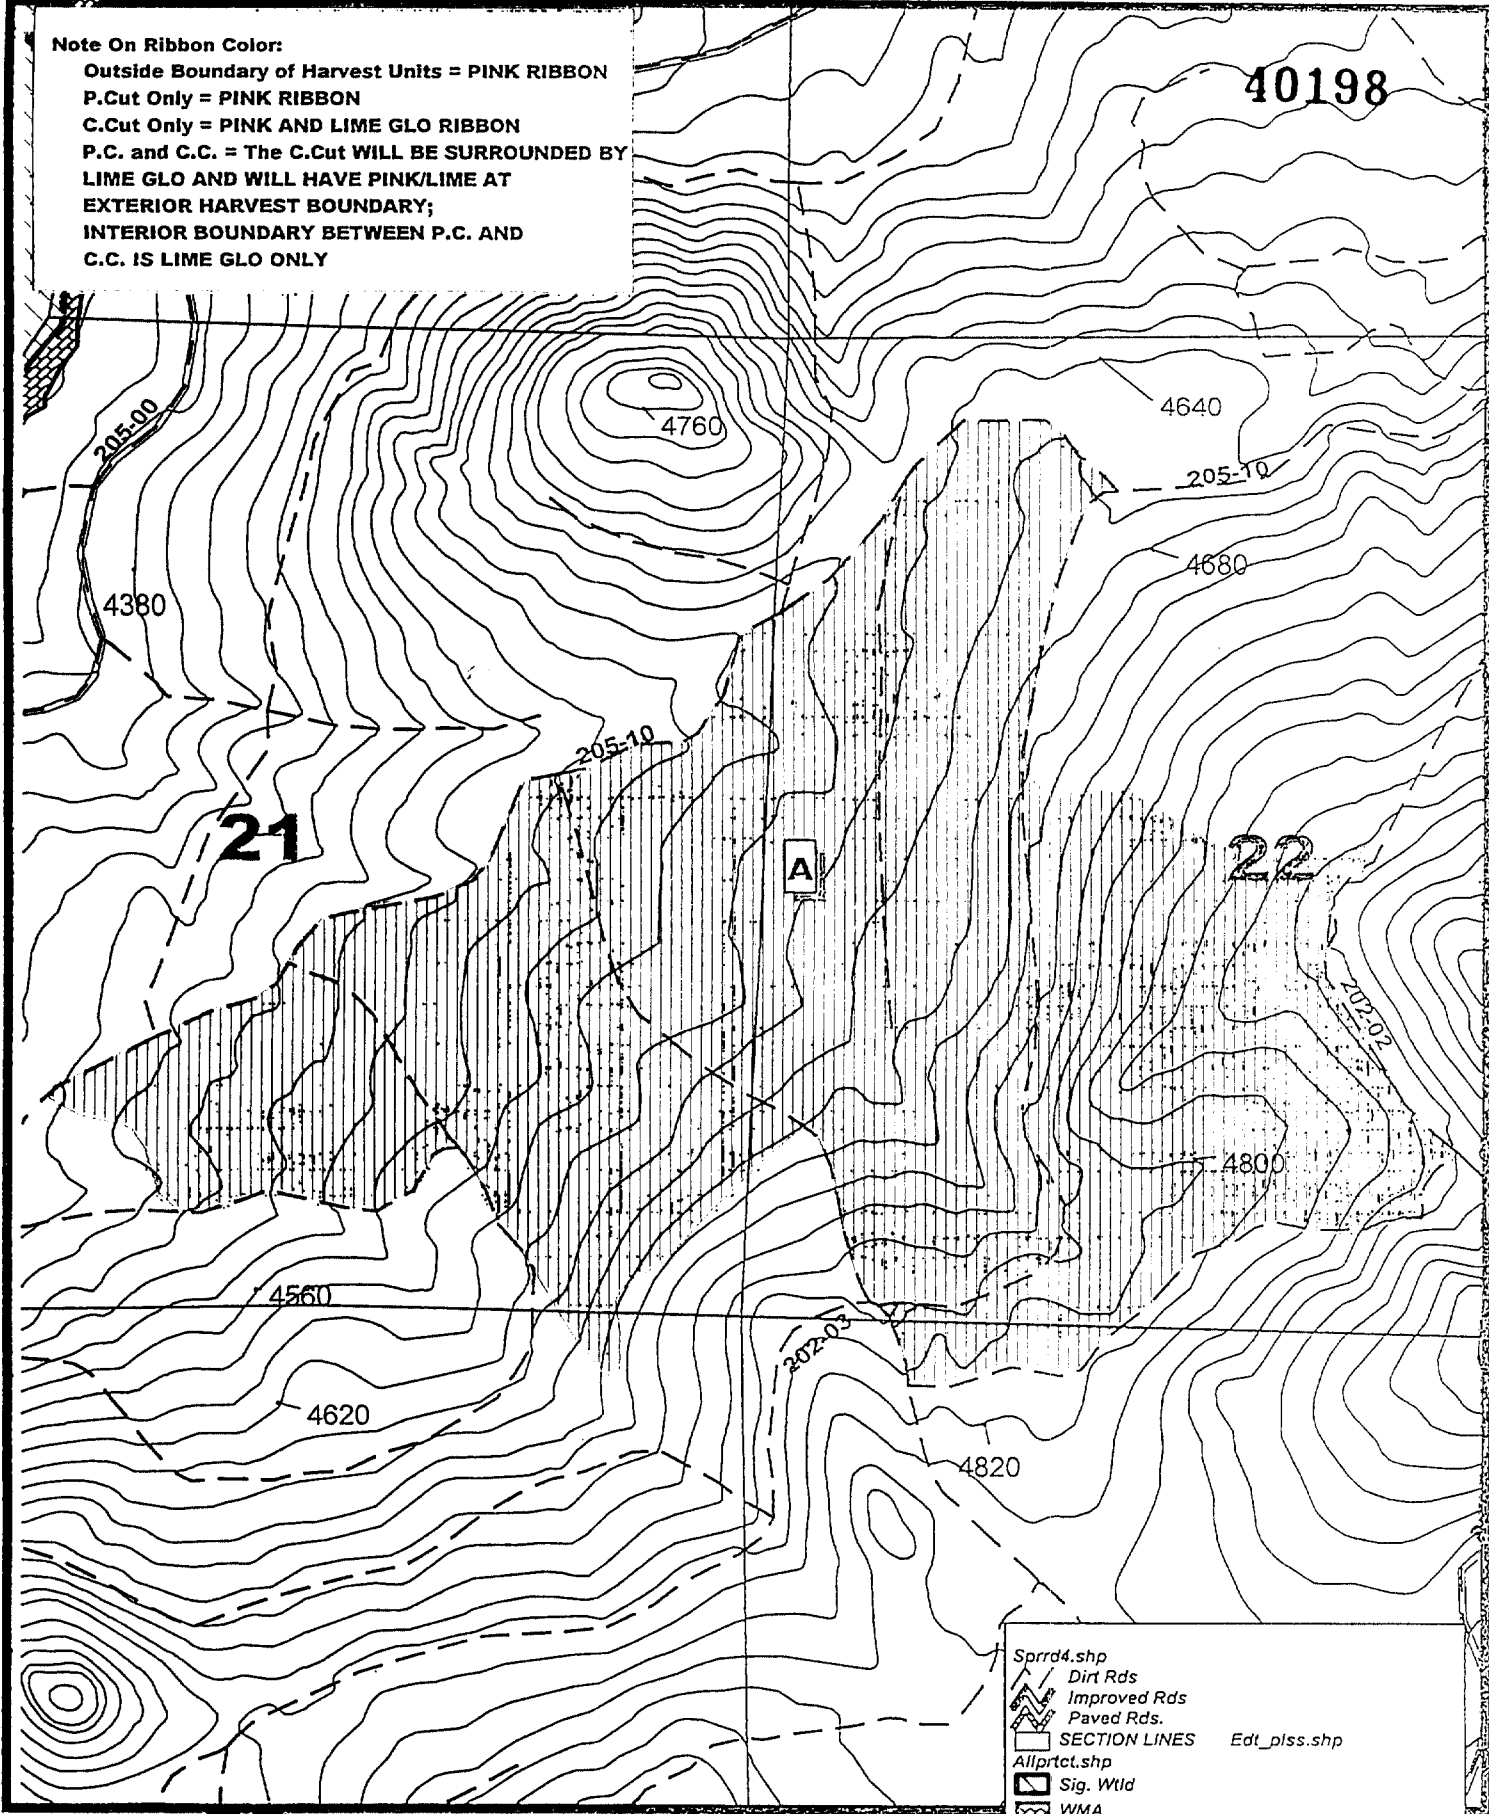 Note On Ribbon Color:
Outside Boundary of Harvest Units = PINK RIBBON
P.Cut Only = PINK RIBBON
C.Cut Only = PINK AND LIME GLO RIBBON
P.C. and C.C. = The C.Cut WILL BE SURROUNDED BY
LIME GLO AND WILL HAVE PINK/LIME AT
EXTERIOR HARVEST BOUNDARY;
INTERIOR BOUNDARY BETWEEN P.C. AND
C.C. IS LIME GLO ONLY
40198
205-00
4760
4640
205-10
4680
4380
205-10
21
A
22
202-02
4800
4560
202-03
4620
4820
Sprrd4.shp
Dirt Rds
Improved Rds
Paved Rds.
SECTION LINES Edt_plss.shp
Allprtct.shp
Sig. Wtld
WMA